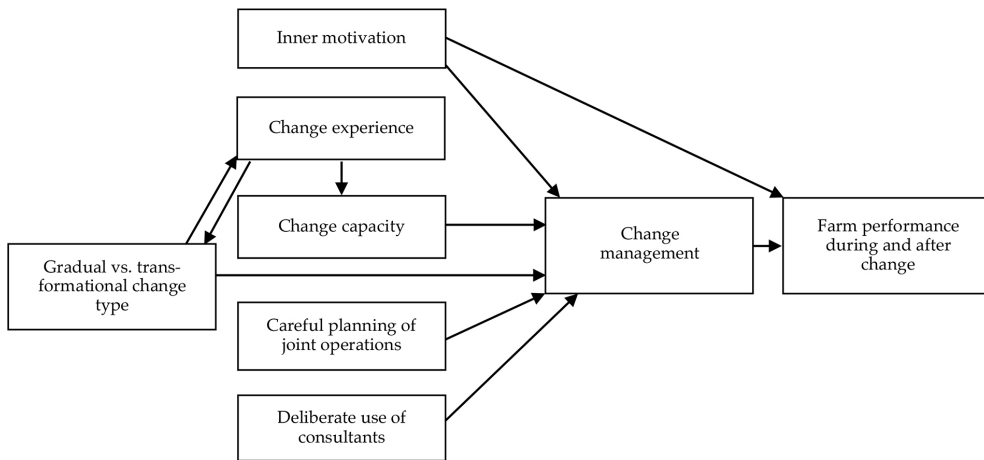 Inner motivation
Change experience
Change capacity
Gradual vs. trans-
formational change
type
Careful planning of
joint operations
Deliberate use of
consultants
Change
management
Farm performance
during and after
change